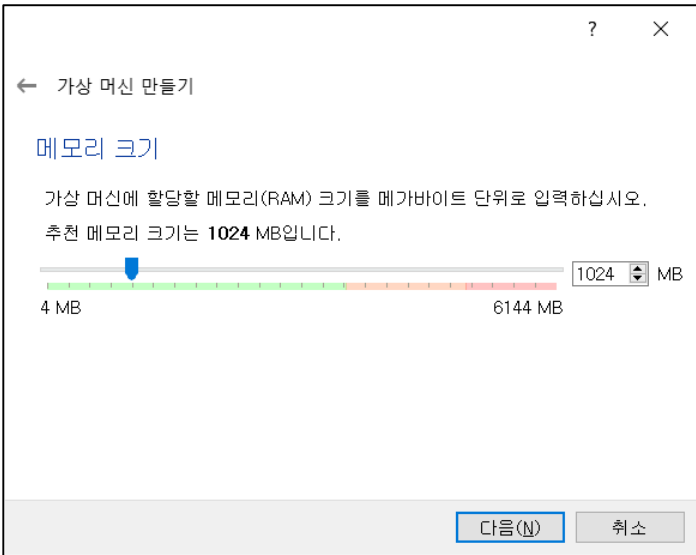 ?
가상 머신 만들기
메모리 크기
가상 머신에 할당할 메모리(RAM) 크기를 메가바이트 단위로 입력하십시오.
추천 메모리 크기는 1024 MB입니다.
1024 MB
4 MB 6144 MB
다음(N) 취소